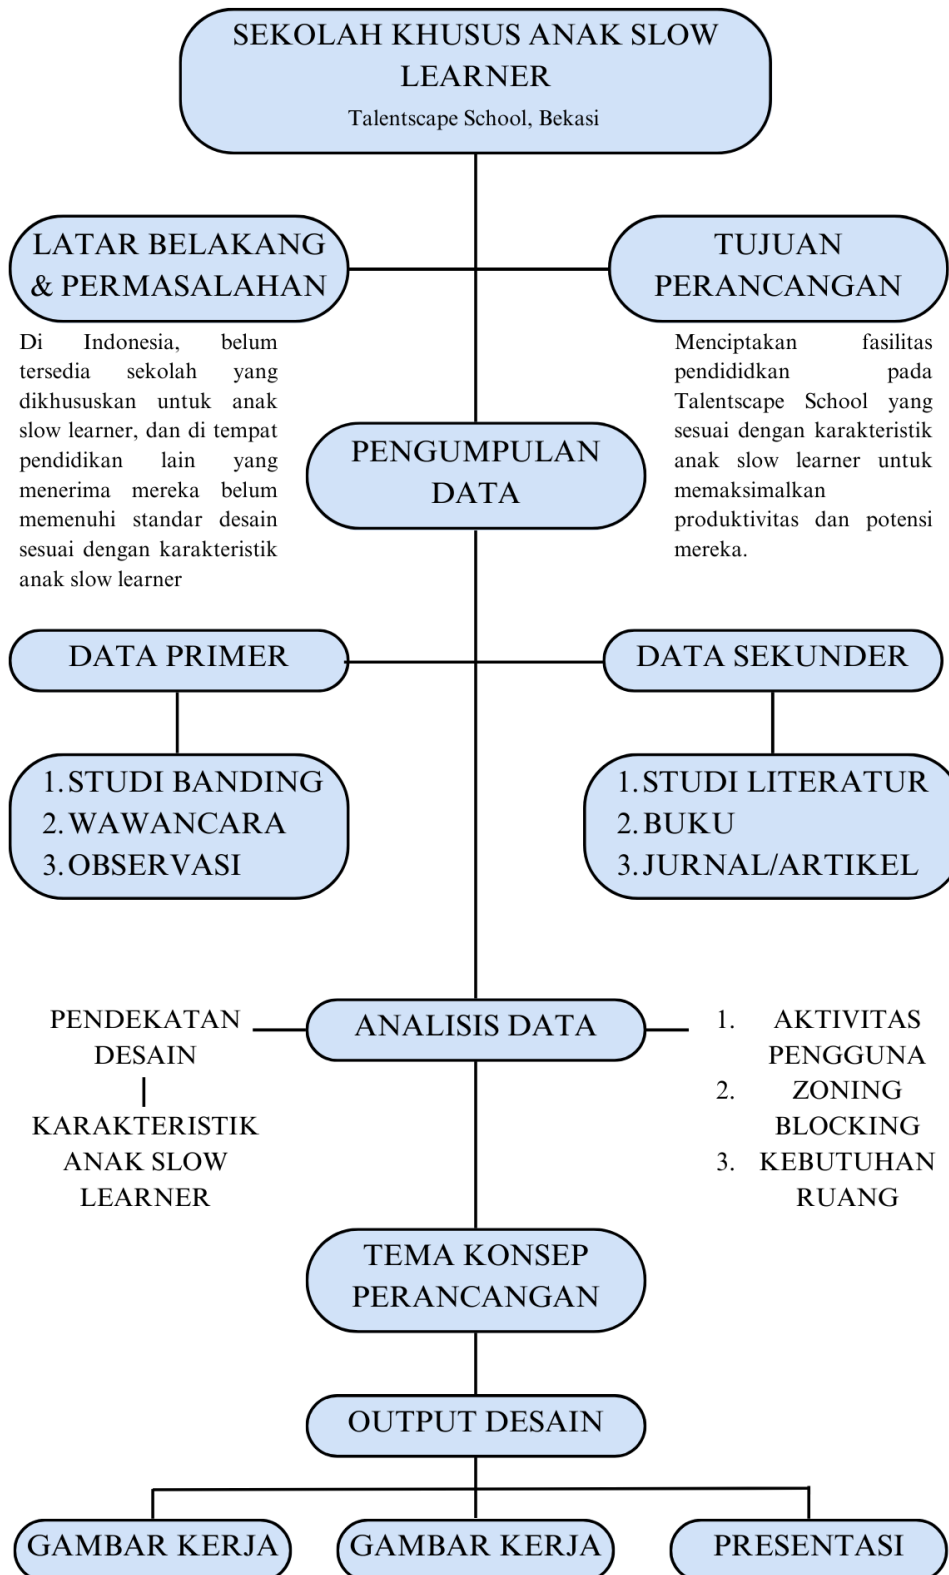 SEKOLAH KHUSUS ANAK SLOW
LEARNER
Talentscape School, Bekasi
LATAR BELAKANG
& PERMASALAHAN
TUJUAN
PERANCANGAN
Di Indonesia, belum
tersedia sekolah yang
dikhususkan untuk anak
slow learner, dan di tempat
pendidikan lain yang
menerima mereka belum
memenuhi standar desain
sesuai dengan karakteristik
anak slow learner
Menciptakan fasilitas
pendididkan pada
Talentscape School yang
sesuai dengan karakteristik
anak slow learner untuk
memaksimalkan
produktivitas dan potensi
mereka.
PENGUMPULAN
DATA
DATA PRIMER
DATA SEKUNDER
1. STUDI BANDING
2. WAWANCARA
3. OBSERVASI
1. STUDI LITERATUR
2. BUKU
3. JURNAL/ARTIKEL
PENDEKATAN
DESAIN
KARAKTERISTIK
ANAK SLOW
LEARNER
ANALISIS DATA
1. AKTIVITAS
PENGGUNA
2. ZONING
BLOCKING
3. KEBUTUHAN
RUANG
TEMA KONSEP
PERANCANGAN
OUTPUT DESAIN
GAMBAR KERJA
GAMBAR KERJA
PRESENTASI